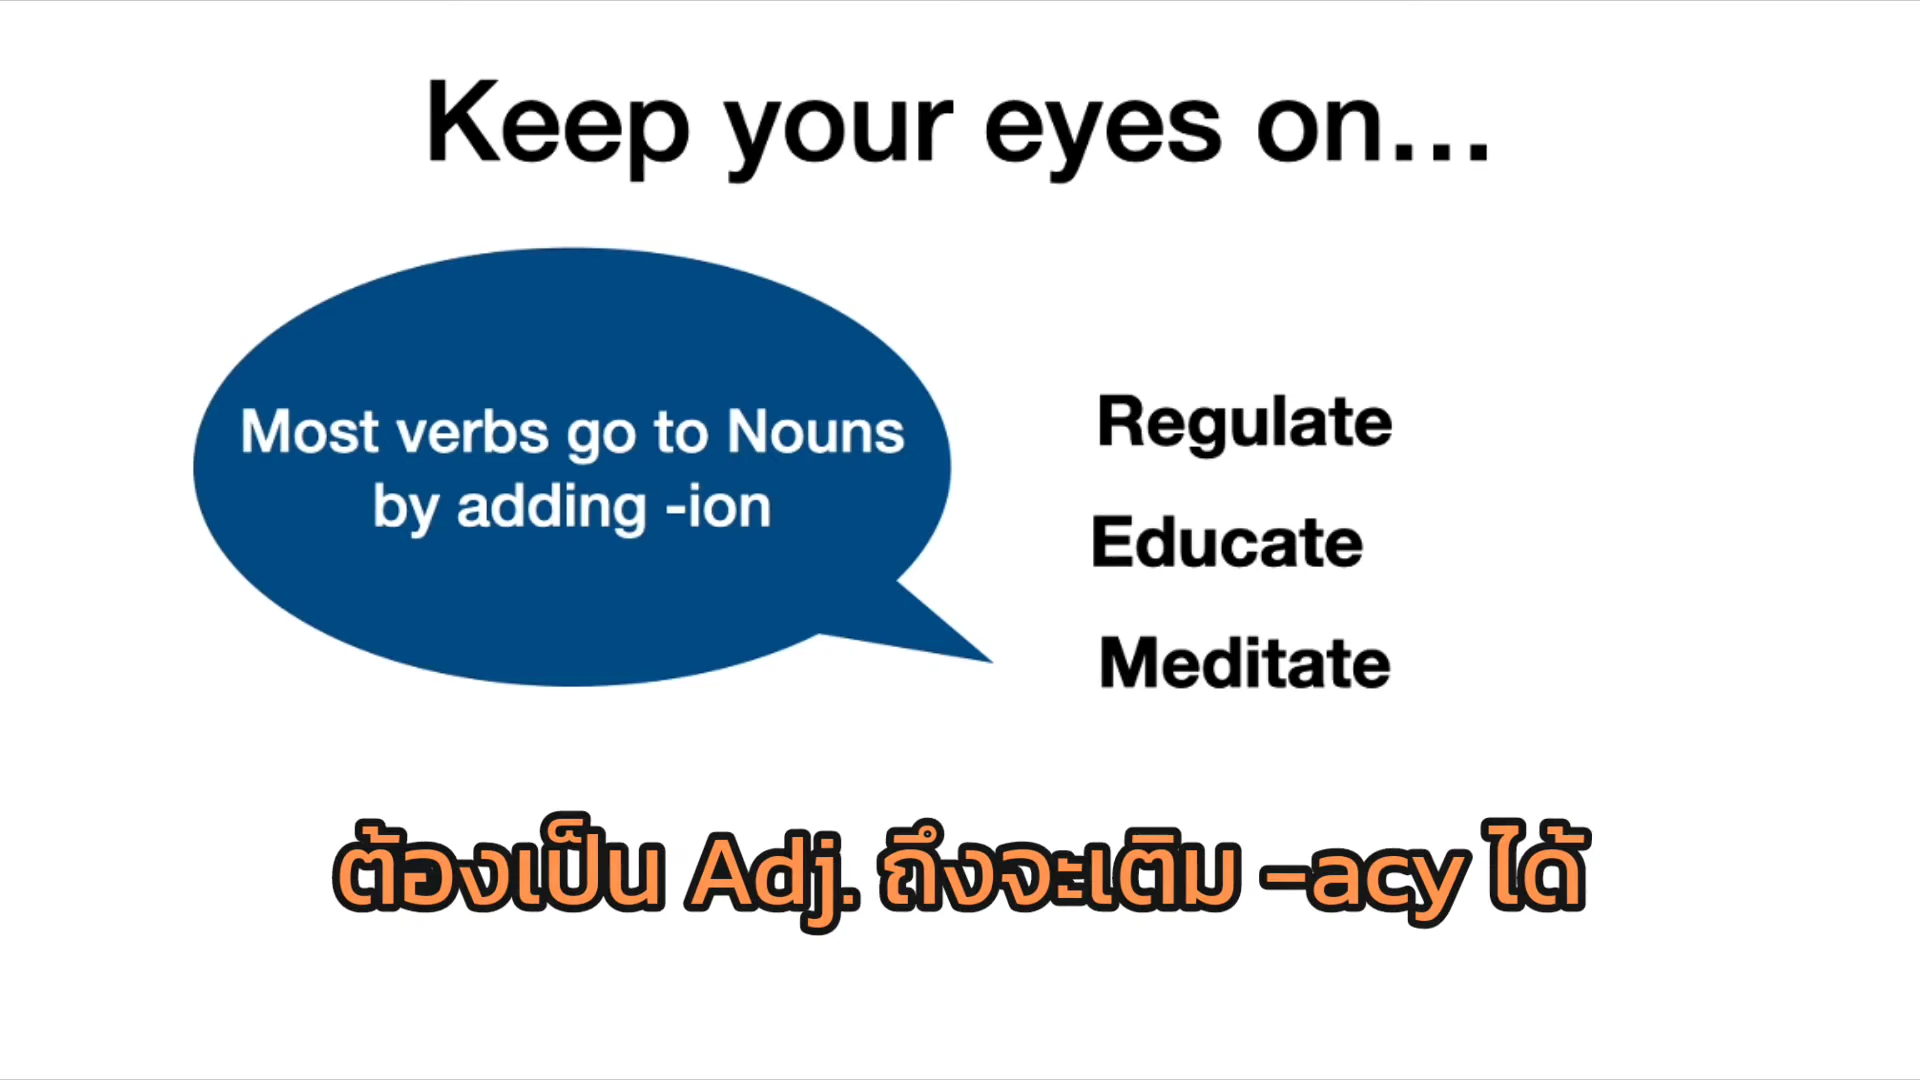 Keep your eyes on...
Most verbs go to Nouns
by adding -ion
Regulate
Educate
Meditate
ต้องเป็น Adj. ถึงจะเติม –acy ได้